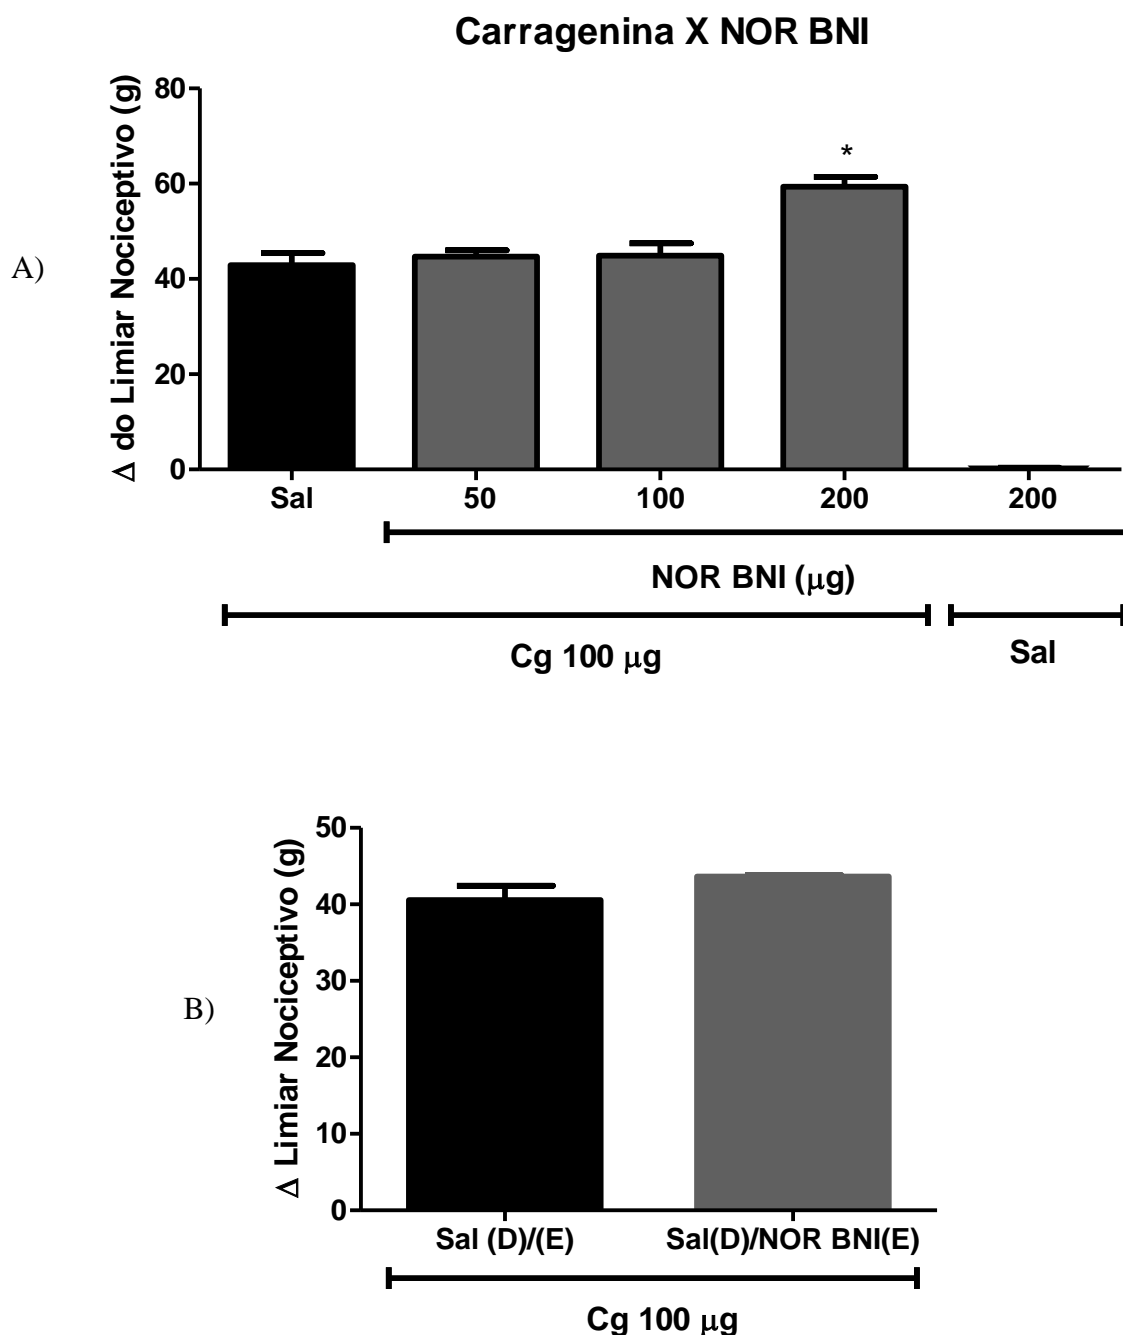 Carragenina X NOR BNI
A)
Δ do Limiar Nociceptivo (g)
80
60
40
20
0
*
Sal 50 100 200 200
NOR BNI (μg)
Cg 100 μg
Sal
B)
Δ Limiar Nociceptivo (g)
50
40
30
20
10
0
Sal (D)/(E) Sal(D)/NOR BNI(E)
Cg 100 μg